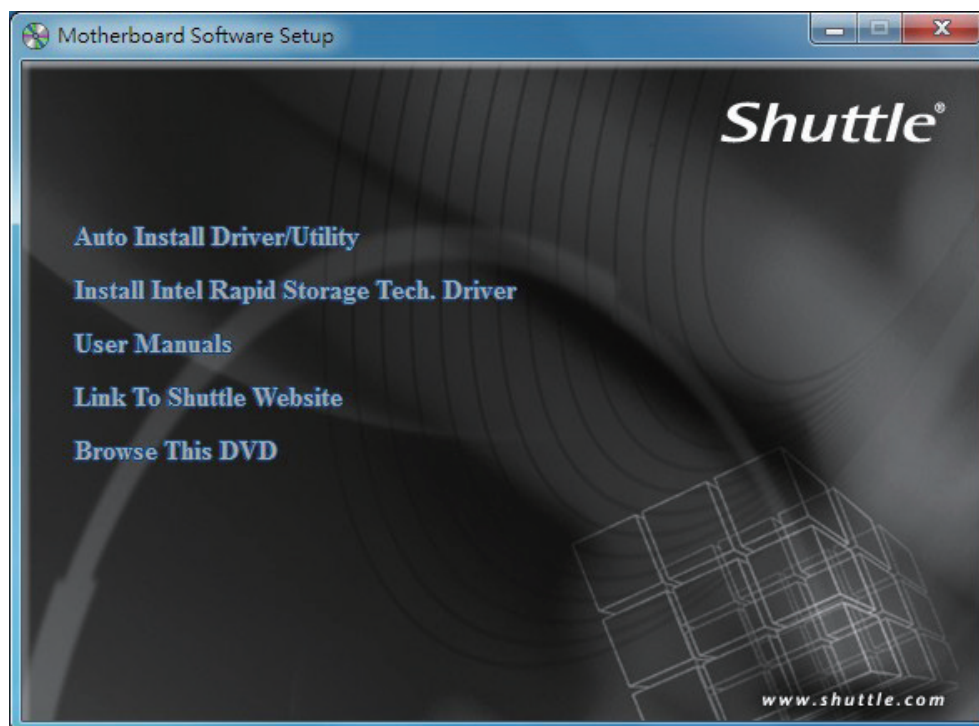 Motherboard Software Setup
Shuttle®
Auto Install Driver/Utility
Install Intel Rapid Storage Tech. Driver
User Manuals
Link To Shuttle Website
Browse This DVD
www.shuttle.com